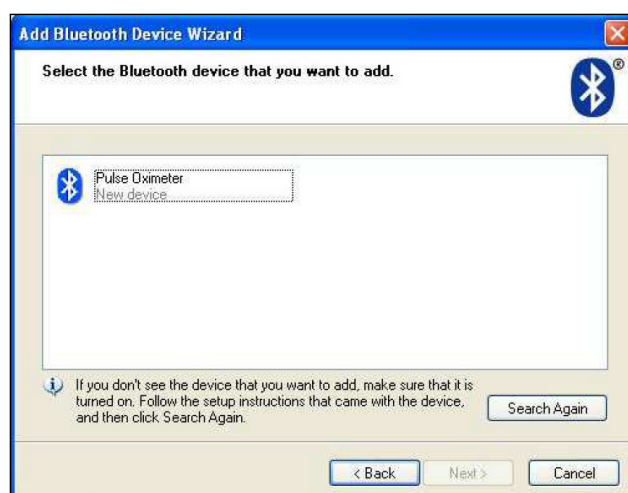 Add Bluetooth Device Wizard
Select the Bluetooth device that you want to add.
®
Pulse Oximeter
New device
If you don't see the device that you want to add, make sure that it is
turned on. Follow the setup instructions that came with the device,
and then click Search Again.
Search Again
< Back Next > Cancel